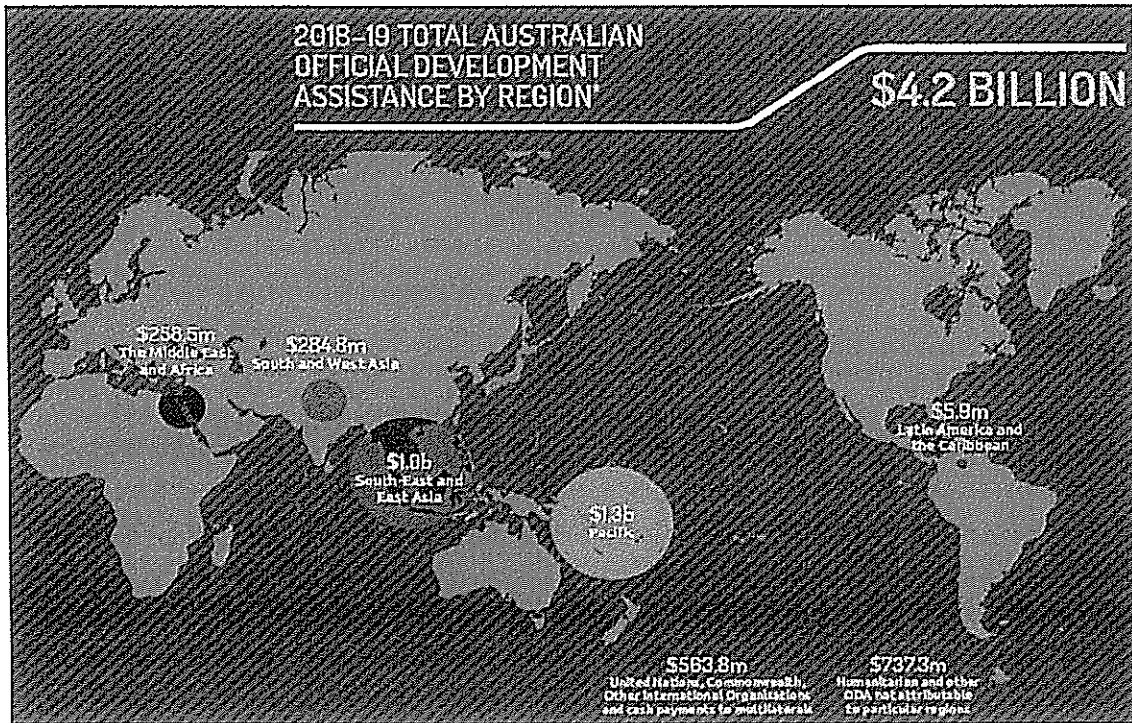 2018–19 TOTAL AUSTRALIAN
OFFICIAL DEVELOPMENT
ASSISTANCE BY REGION*
$4.2 BILLION
$258.5m
The Middle East
and Africa
$284.8m
South and West Asia
$5.9m
Latin America and
the Caribbean
$1.0b
South-East and
East Asia
$1.3b
Pacific
$563.8m
United Nations, Commonwealth,
Other International Organisations
and cash payments to multilaterals
$737.3m
Humanitarian and other
ODA not attributable
to particular regions